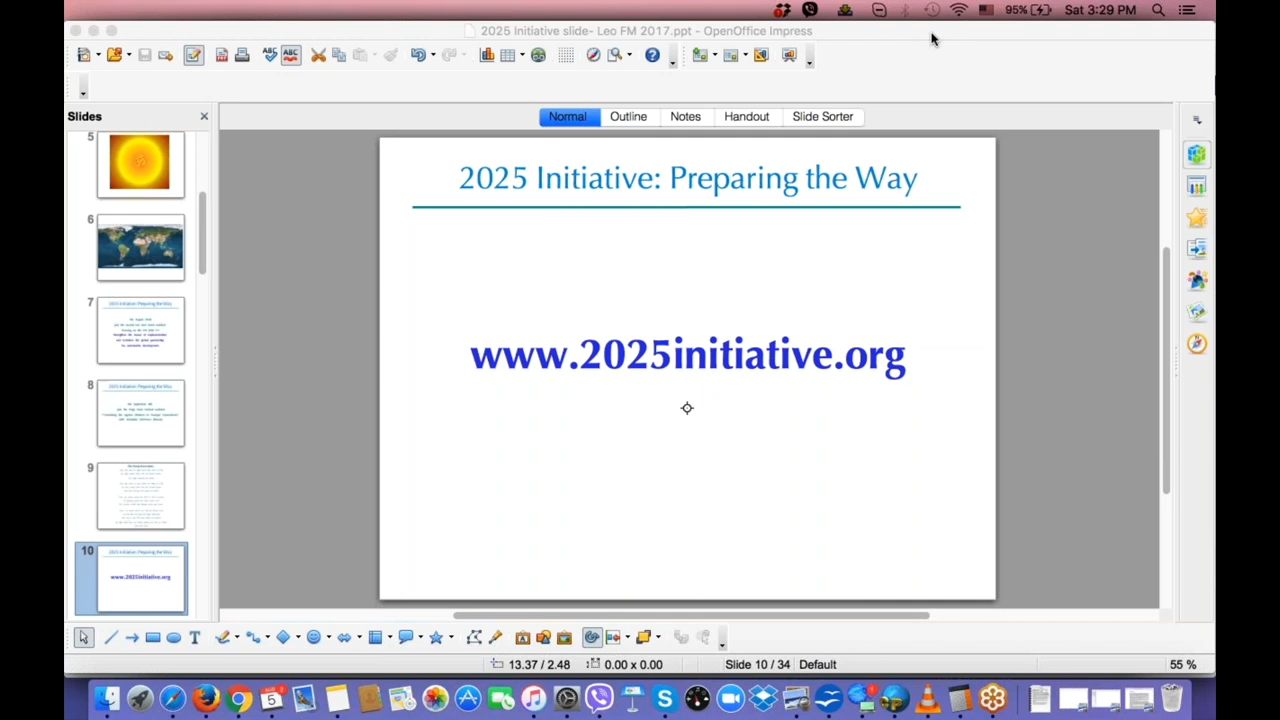 95% Sat 3:29 PM
2025 Initiative slide- Leo FM 2017.ppt - OpenOffice Impress
Slides
Normal Outline Notes Handout Slide Sorter
5
6
7
2025 Initiative: Preparing the Way
8
2025 Initiative: Preparing the Way
9
10
2025 Initiative: Preparing the Way
www.2025initiative.org
2025 Initiative: Preparing the Way
www.2025initiative.org
13.37 / 2.48 0.00 x 0.00 Slide 10 / 34 Default 55 %